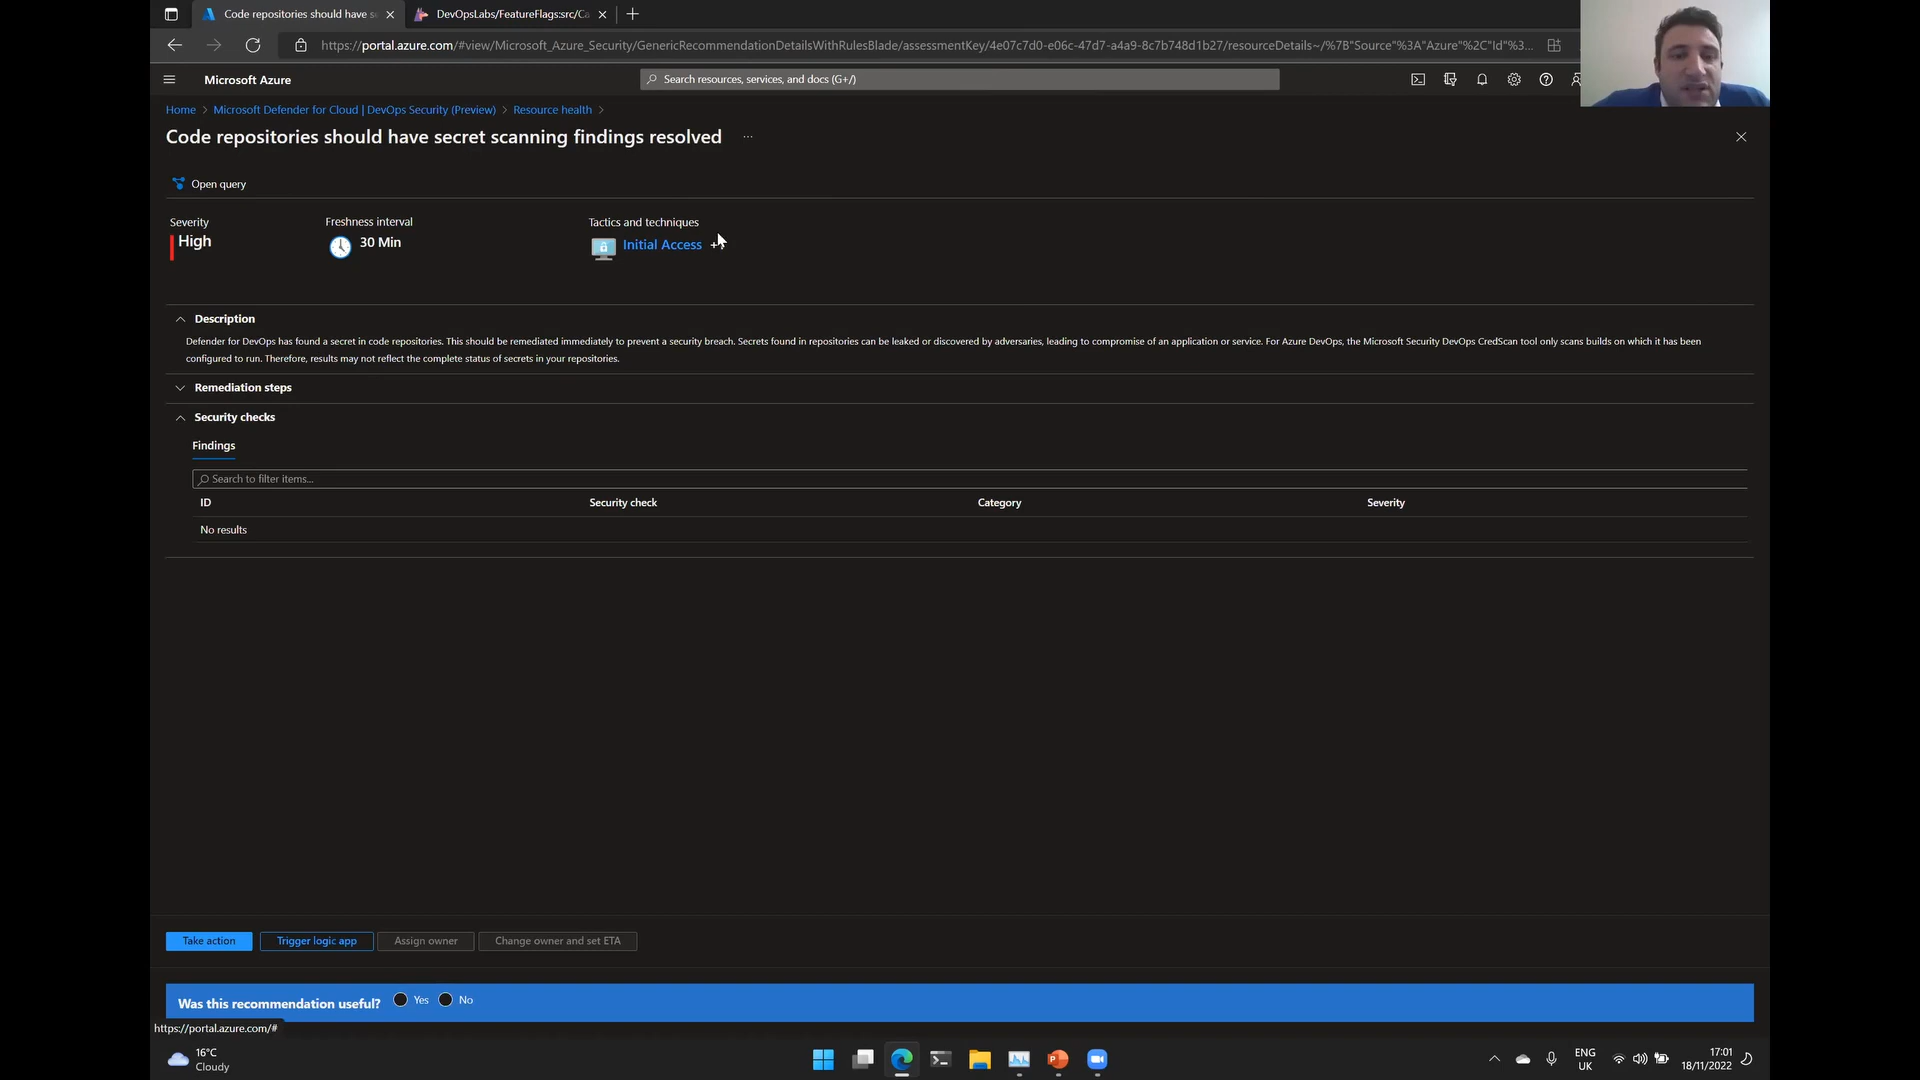 Code repositories should have s
DevOpsLabs/FeatureFlags:src/Ca
https://portal.azure.com/#view/Microsoft_Azure_Security/GenericRecommendationDetailsWithRulesBlade/assessmentKey/4e07c7d0-e06c-47d7-a4a9-8c7b748d1b27/resourceDetails~/%7B"Source"%3A"Azure"%2C"Id"%3...
Microsoft Azure
Search resources, services, and docs (G+/)
Home > Microsoft Defender for Cloud | DevOps Security (Preview) > Resource health >
Code repositories should have secret scanning findings resolved ...
Open query
Severity
Freshness interval
Tactics and techniques
High
30 Min
Initial Access
Description
Defender for DevOps has found a secret in code repositories. This should be remediated immediately to prevent a security breach. Secrets found in repositories can be leaked or discovered by adversaries, leading to compromise of an application or service. For Azure DevOps, the Microsoft Security DevOps CredScan tool only scans builds on which it has been
configured to run. Therefore, results may not reflect the complete status of secrets in your repositories.
Remediation steps
Security checks
Findings
Search to filter items...
ID
Security check
Category
Severity
No results
Take action
Trigger logic app
Assign owner
Change owner and set ETA
Was this recommendation useful?
Yes
No
https://portal.azure.com/#
16°C
Cloudy
ENG
UK
17:01
18/11/2022